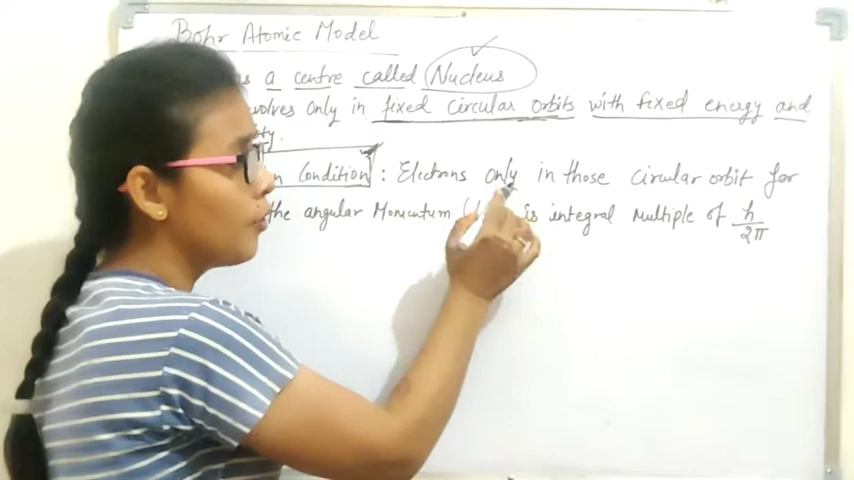 Bohr Atomic Model
a centre called Nucleus
only in fixed circular orbits with fixed energy and
Condition : Electrons only in those circular orbit for
the angular Momentum is integral multiple of h/2π